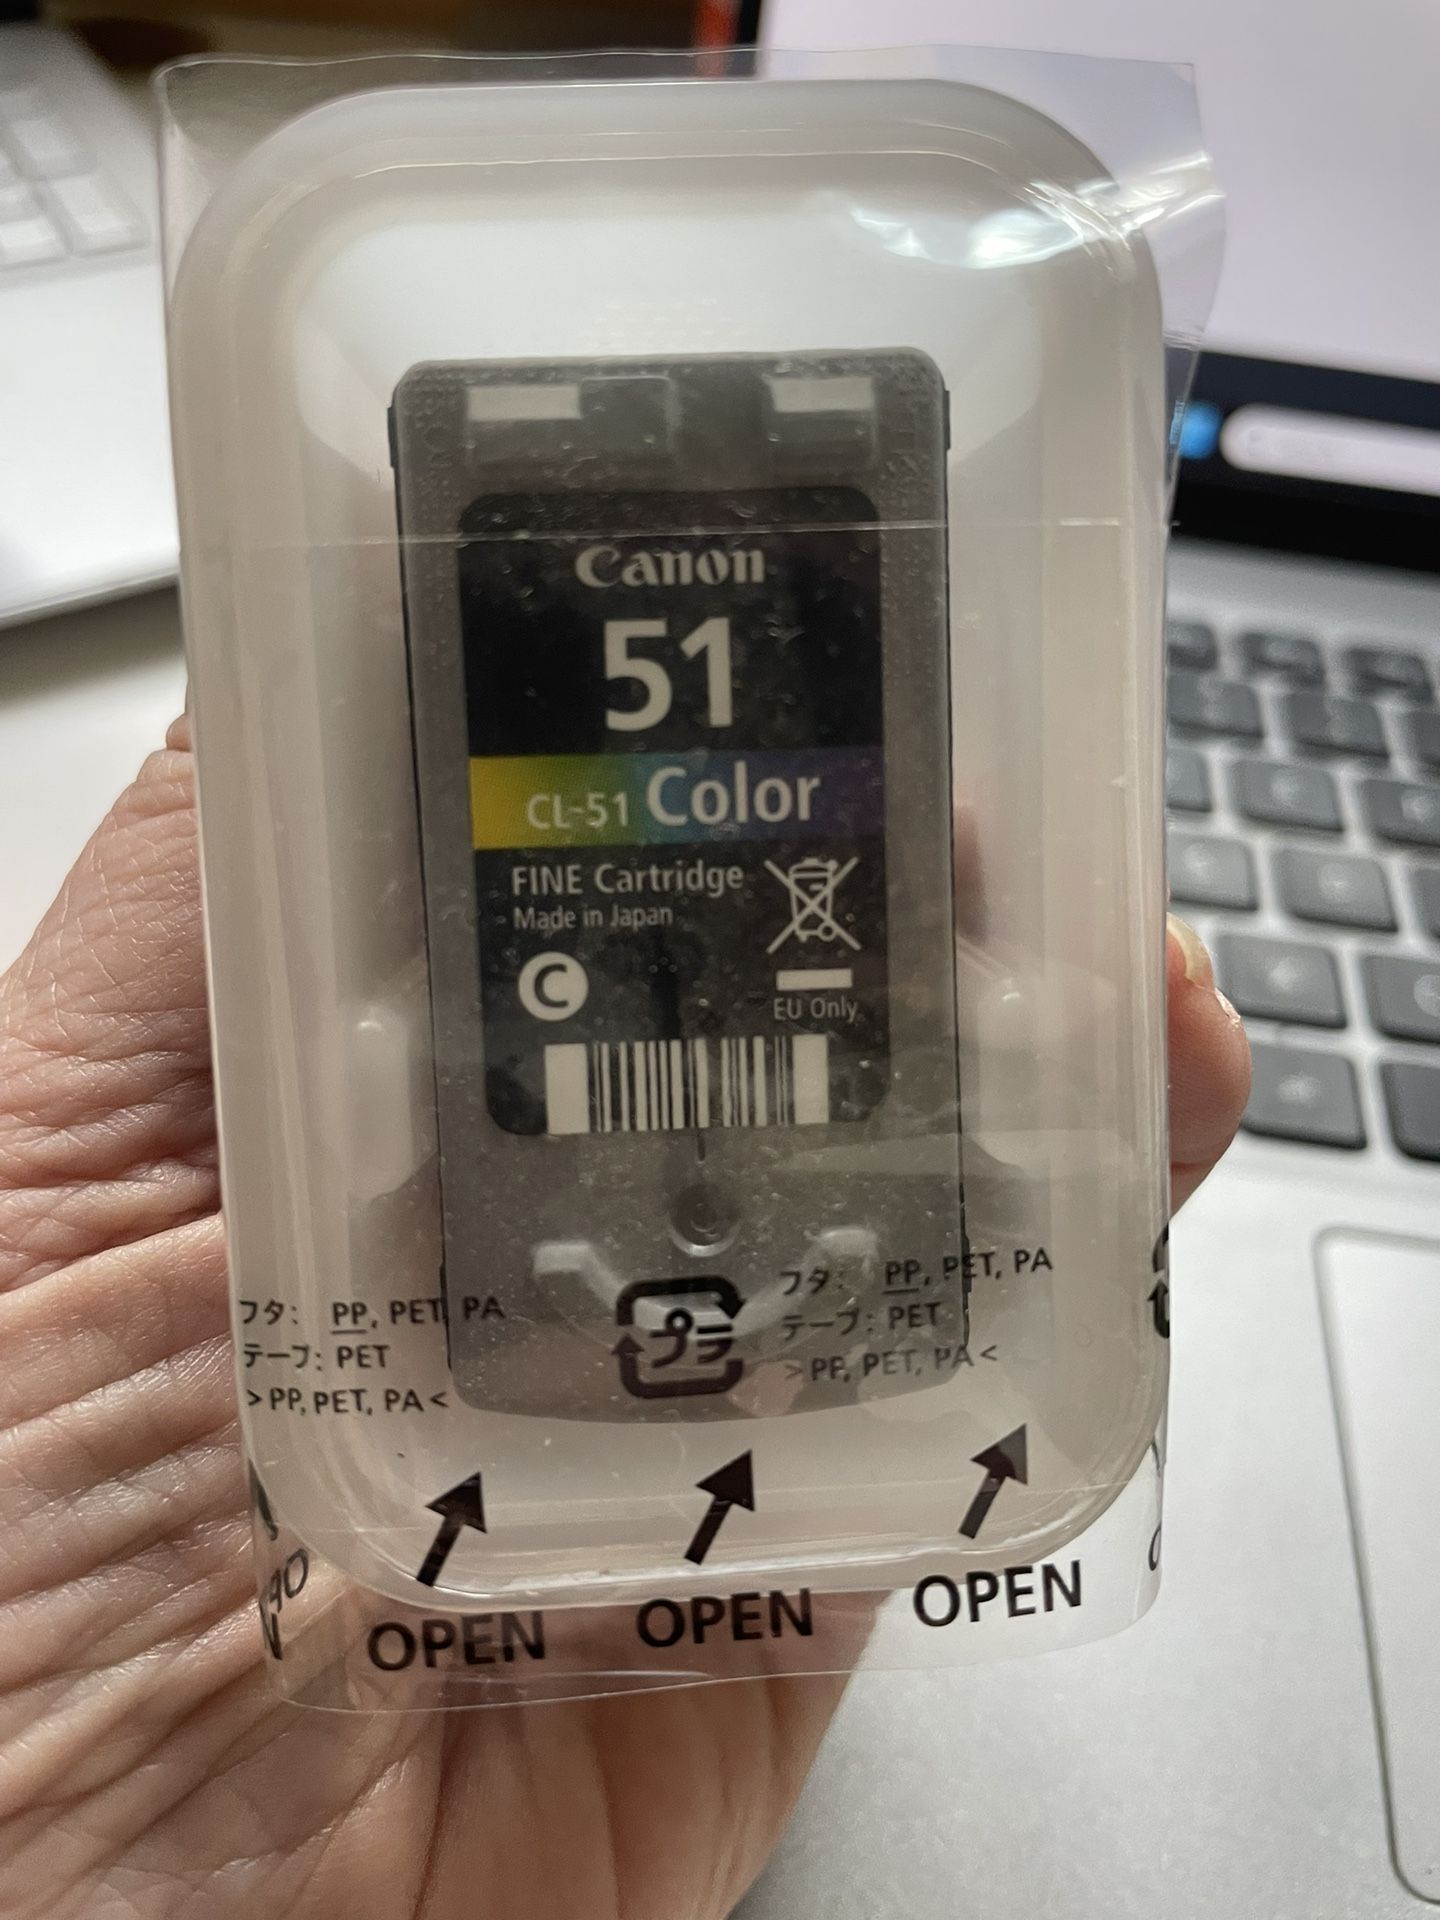 Canon
51
CL-51 Color
FINE Cartridge
Made in Japan
C
EU Only
フタ: PP, PET, PA
テープ: PET
>PP, PET, PA<
プラ
フタ: PP, PET, PA
テープ: PET
>PP, PET, PA<
OPEN OPEN OPEN